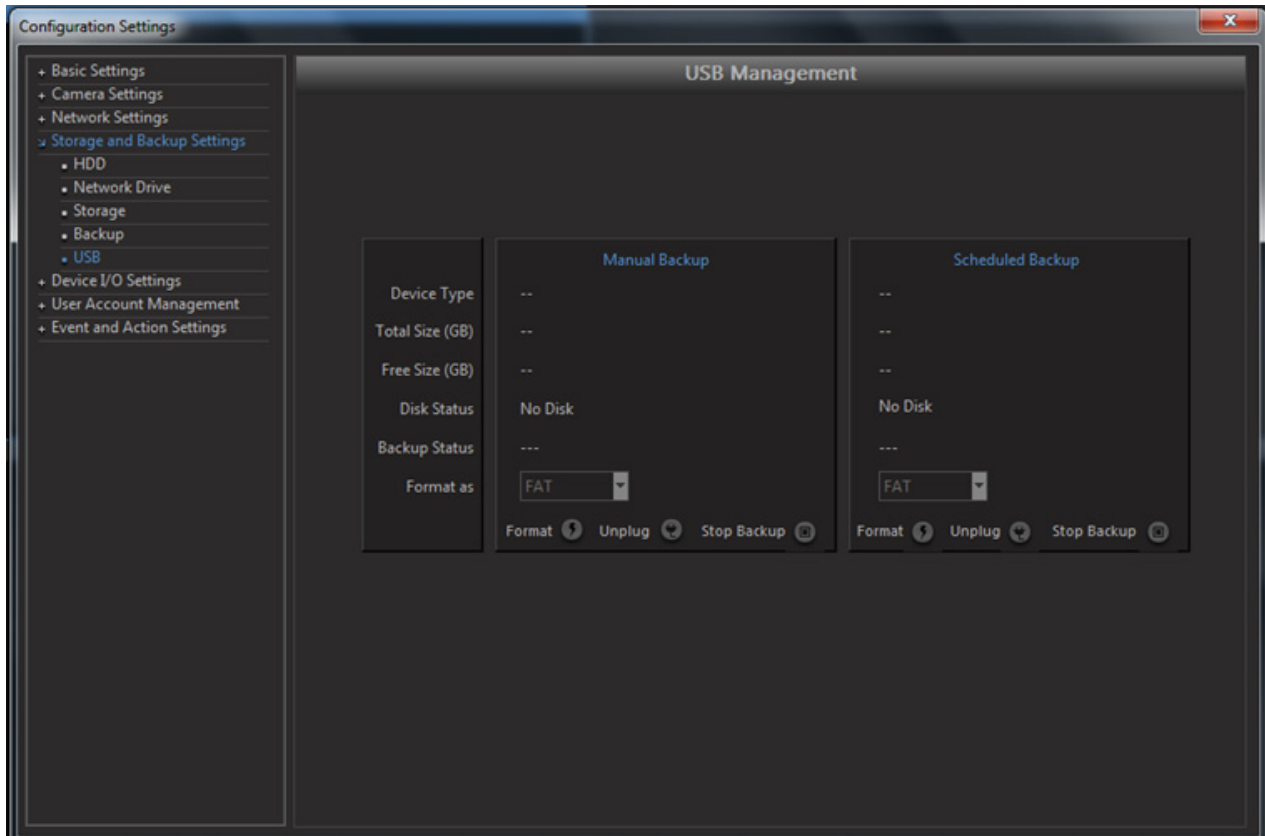 Configuration Settings
+ Basic Settings
+ Camera Settings
+ Network Settings
Storage and Backup Settings
HDD
Network Drive
Storage
Backup
USB
+ Device I/O Settings
+ User Account Management
+ Event and Action Settings
USB Management
Manual Backup Scheduled Backup
Device Type -- --
Total Size (GB) -- --
Free Size (GB) -- --
Disk Status No Disk No Disk
Backup Status --- ---
Format as FAT FAT
Format Unplug Stop Backup Format Unplug Stop Backup